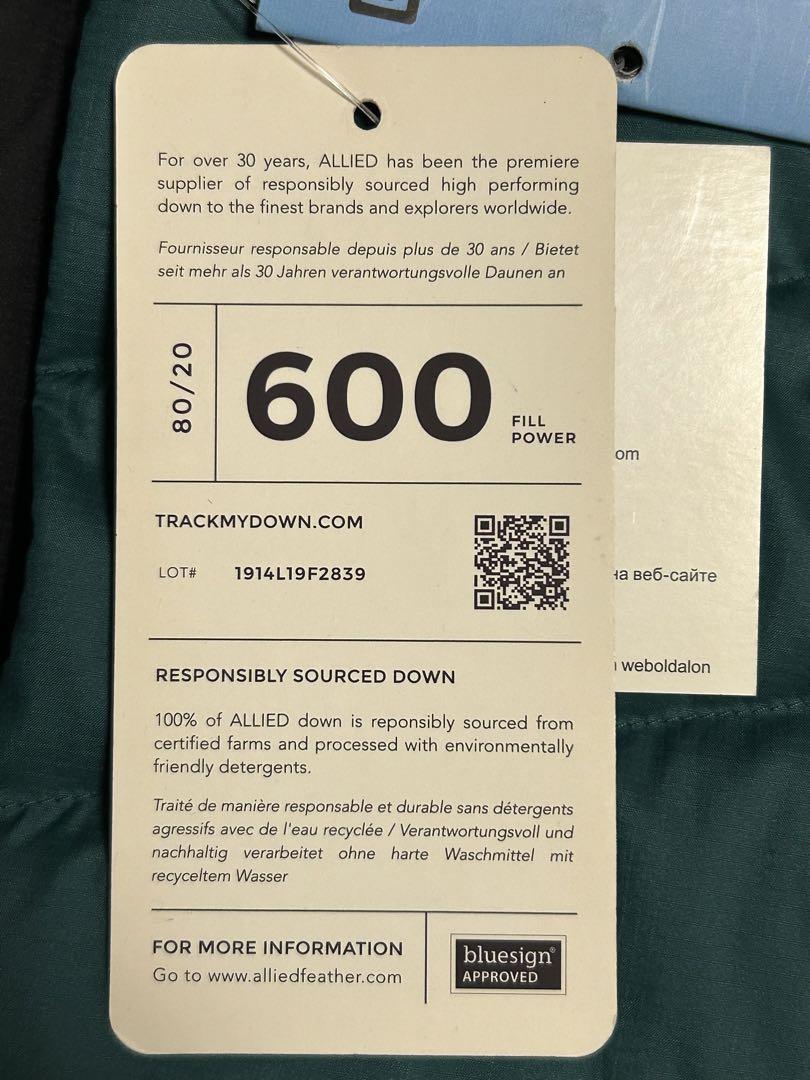 For over 30 years, ALLIED has been the premiere
supplier of responsibly sourced high performing
down to the finest brands and explorers worldwide.
Fournisseur responsable depuis plus de 30 ans / Bietet
seit mehr als 30 Jahren verantwortungsvolle Daunen an
80/20
600
FILL
POWER
TRACKMYDOWN.COM
LOT# 1914L19F2839
RESPONSIBLY SOURCED DOWN
100% of ALLIED down is reponsibly sourced from
certified farms and processed with environmentally
friendly detergents.
Traité de manière responsable et durable sans détergents
agressifs avec de l'eau recyclée / Verantwortungsvoll und
nachhaltig verarbeitet ohne harte Waschmittel mit
recyceltem Wasser
FOR MORE INFORMATION
Go to www.alliedfeather.com
bluesign®
APPROVED
om
на веб-сайте
weboldalon